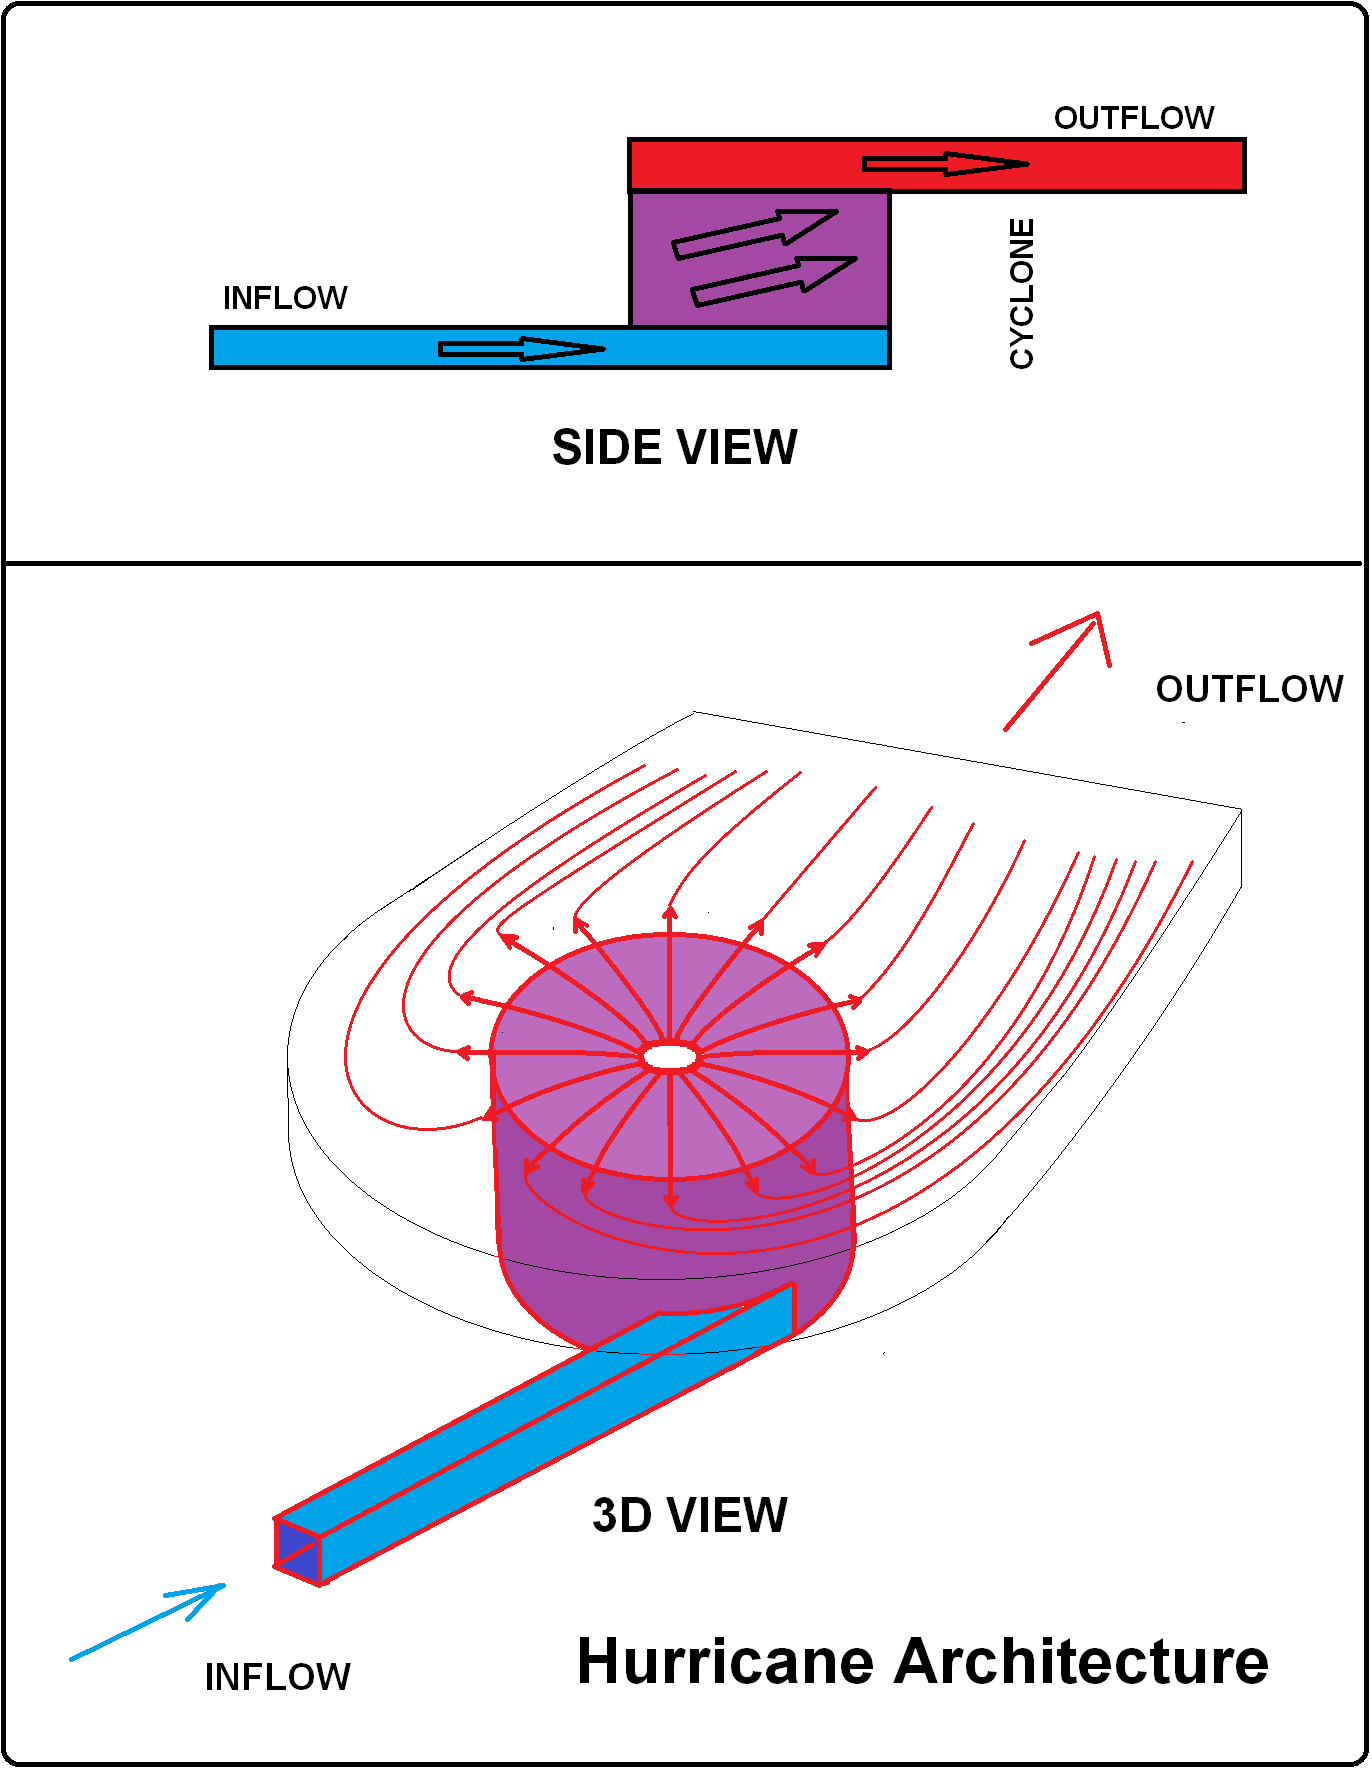 OUTFLOW
CYCLONE
INFLOW
SIDE VIEW
OUTFLOW
3D VIEW
Hurricane Architecture
INFLOW